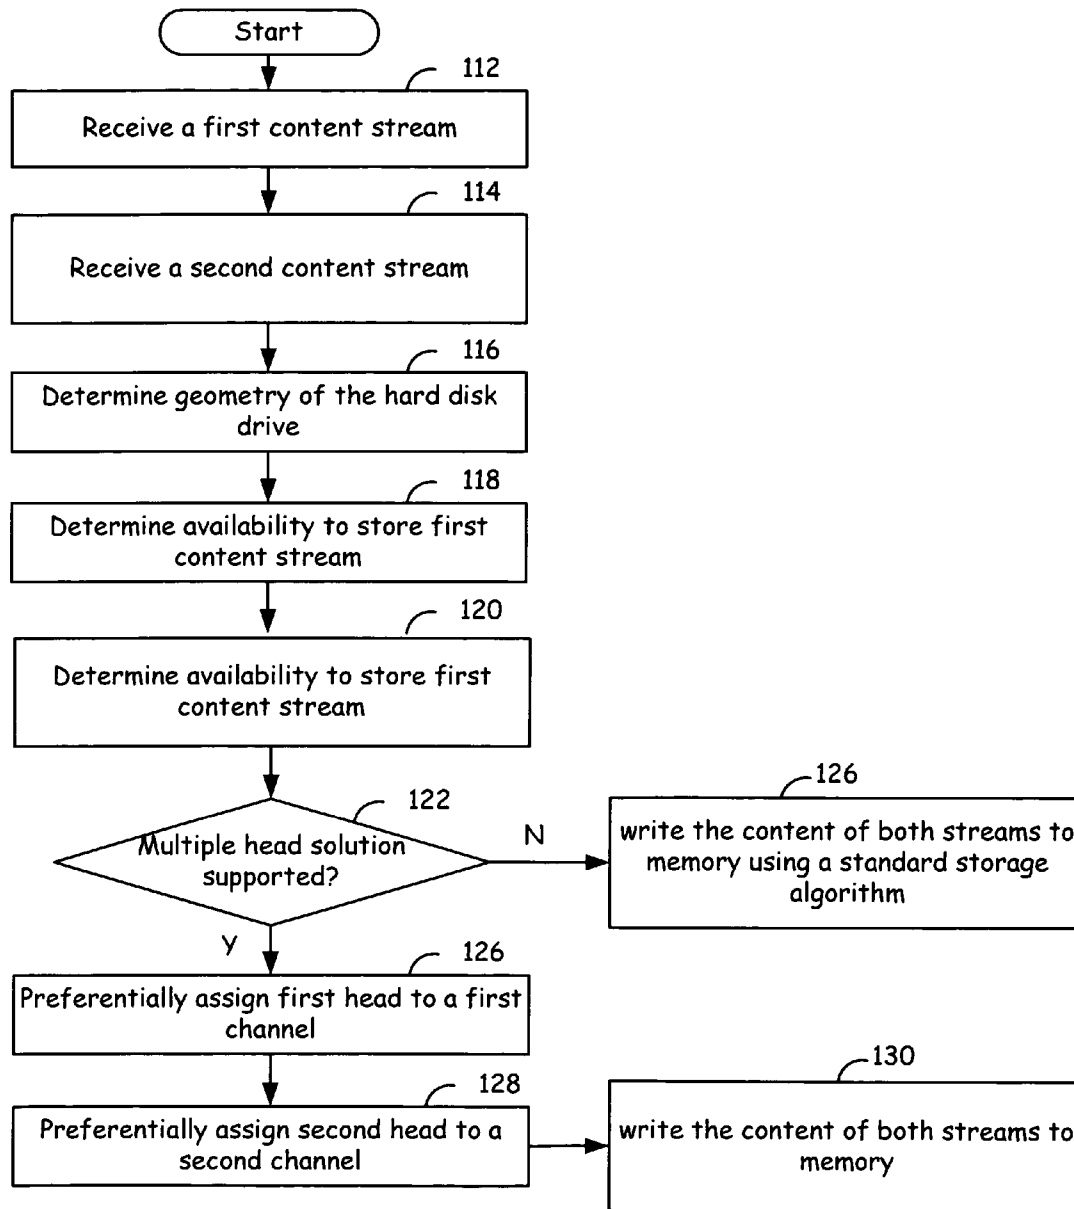 Start
112
Receive a first content stream
114
Receive a second content stream
116
Determine geometry of the hard disk
drive
118
Determine availability to store first
content stream
120
Determine availability to store first
content stream
122
Multiple head solution
supported?
N
126
write the content of both streams to
memory using a standard storage
algorithm
Y
126
Preferentially assign first head to a first
channel
128
Preferentially assign second head to a
second channel
130
write the content of both streams to
memory